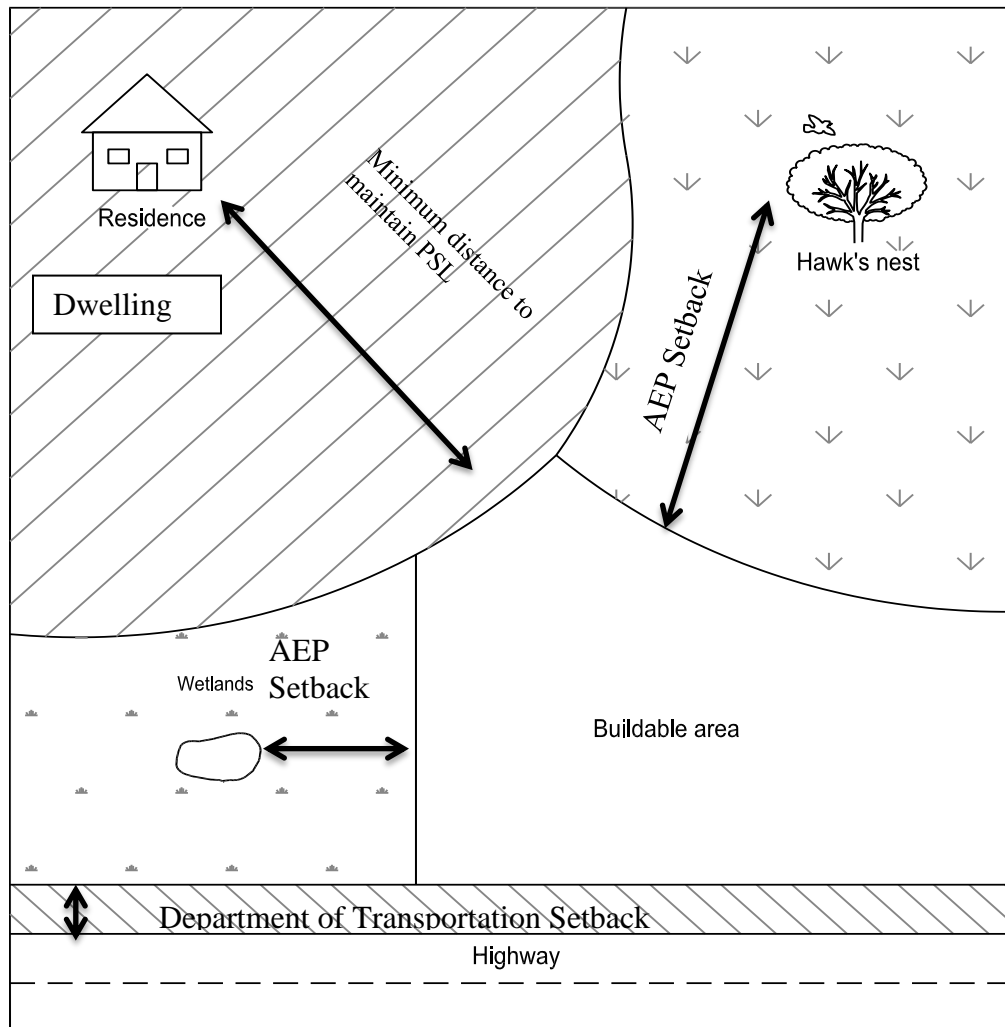 Residence
Dwelling
Minimum distance to
maintain PSL
Hawk's nest
AEP Setback
Wetlands
AEP
Setback
Buildable area
Department of Transportation Setback
Highway